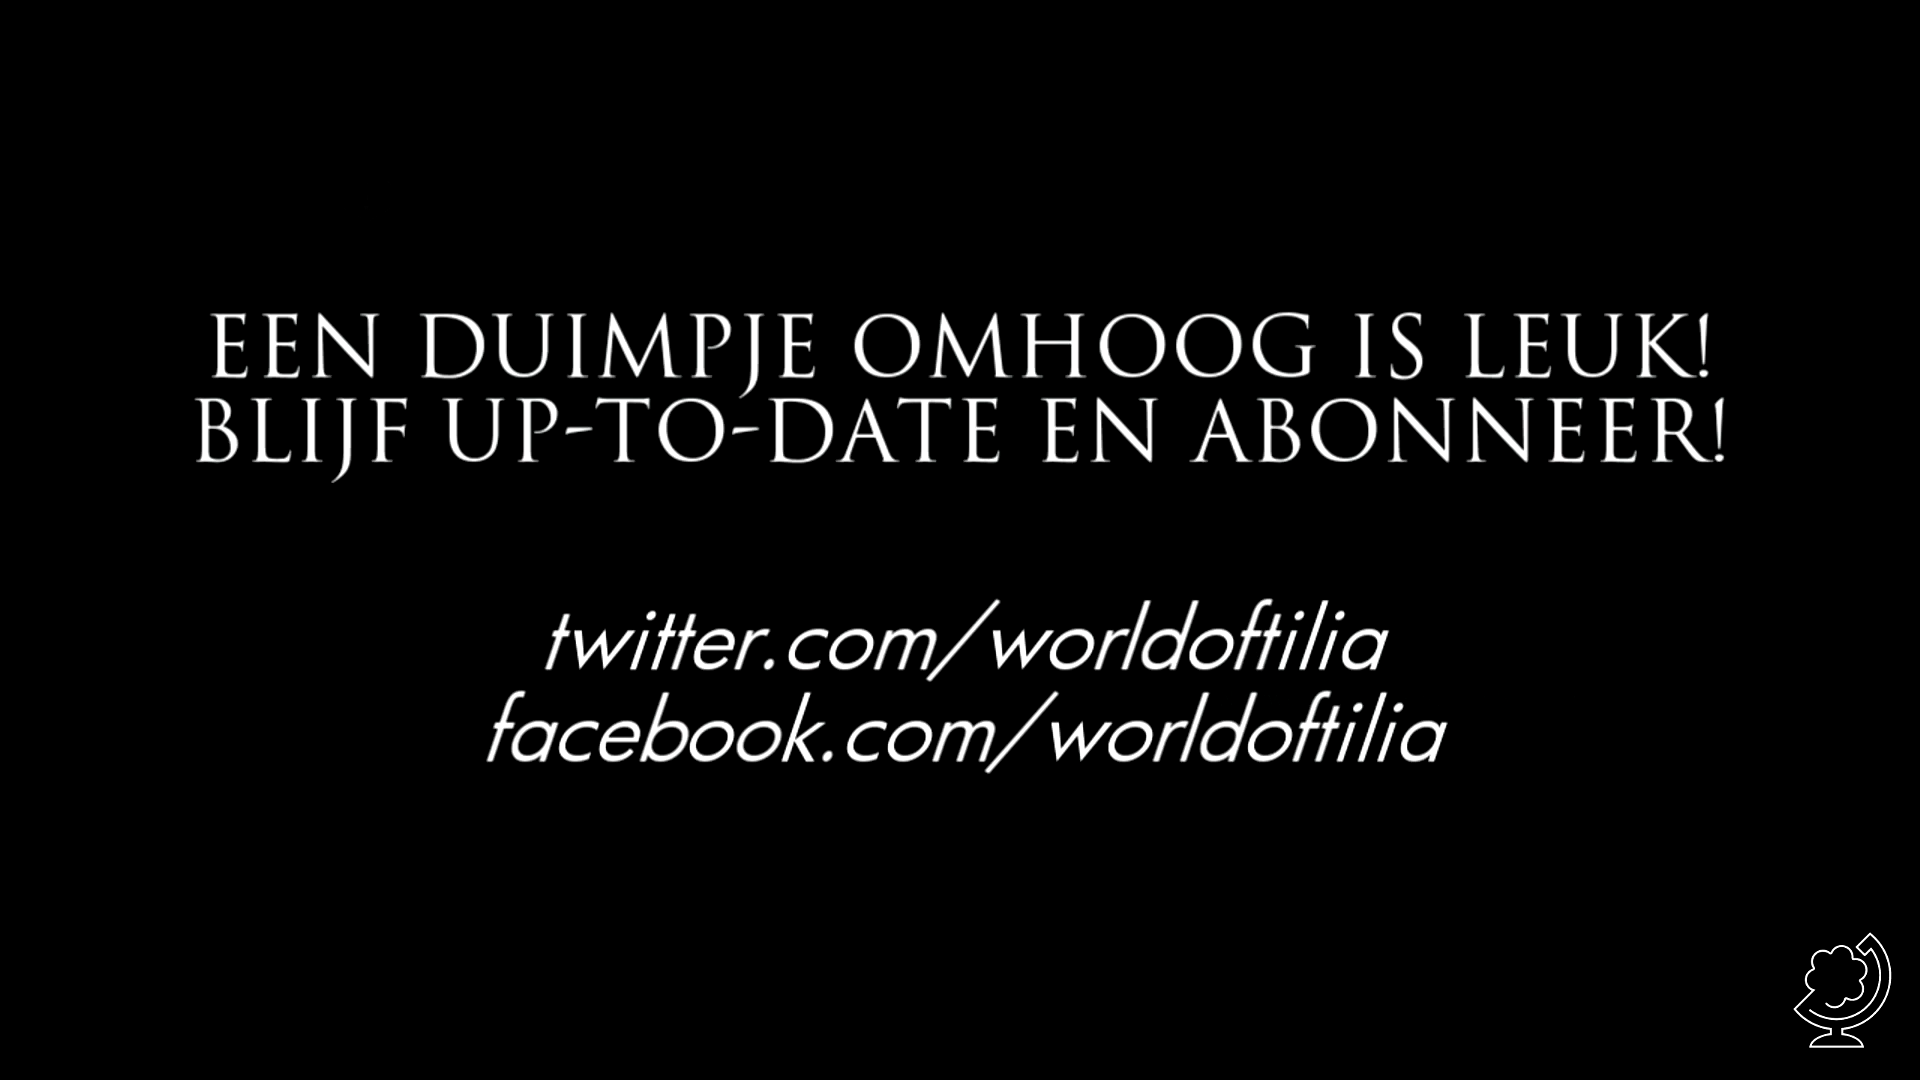 EEN DUIMPJE OMHOOG IS LEUK!
BLIJF UP-TO-DATE EN ABONNEER!
twitter.com/worldoftilia
facebook.com/worldoftilia